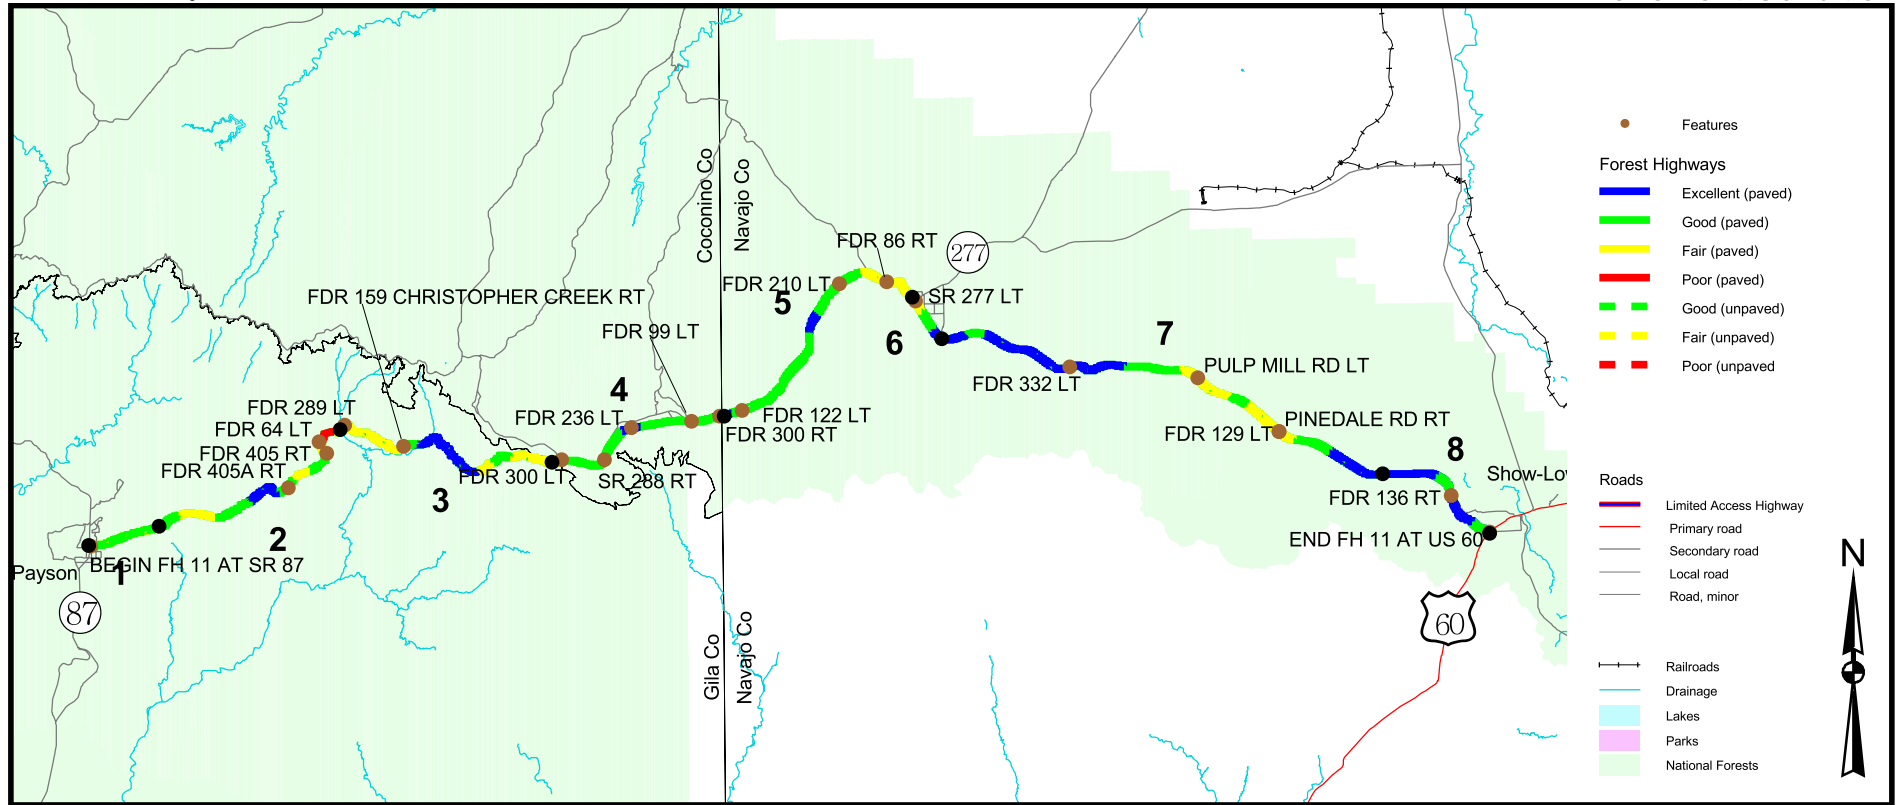 Features
Forest Highways
Excellent (paved)
Good (paved)
Fair (paved)
Poor (paved)
Good (unpaved)
Fair (unpaved)
Poor (unpaved
Coconino Co
Navajo Co
FDR 86 RT
277
FDR 210 LT
SR 277 LT
5
FDR 159 CHRISTOPHER CREEK RT
FDR 99 LT
6
7
PULP MILL RD LT
FDR 332 LT
4
FDR 289 LT
FDR 236 LT
FDR 122 LT
PINEDALE RD RT
FDR 64 LT
FDR 300 RT
FDR 129 LT
FDR 405 RT
8
FDR 405A RT
FDR 300 LT
SR 288 RT
Show-Lov
3
FDR 136 RT
2
END FH 11 AT US 60
BEGIN FH 11 AT SR 87
Payson
1
87
60
Gila Co
Navajo Co
Roads
Limited Access Highway
Primary road
Secondary road
Local road
Road, minor
N
Railroads
Drainage
Lakes
Parks
National Forests